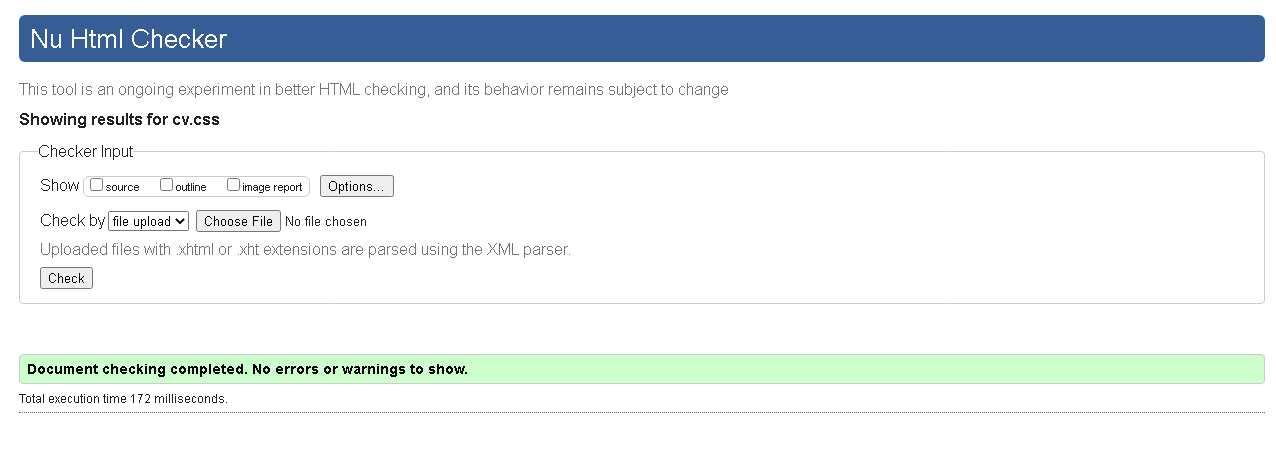 Nu Html Checker
This tool is an ongoing experiment in better HTML checking, and its behavior remains subject to change
Showing results for cv.css
Checker Input
Show source outline image report Options...
Check by file upload Choose File No file chosen
Uploaded files with .xhtml or .xht extensions are parsed using the XML parser.
Check
Document checking completed. No errors or warnings to show.
Total execution time 172 milliseconds.